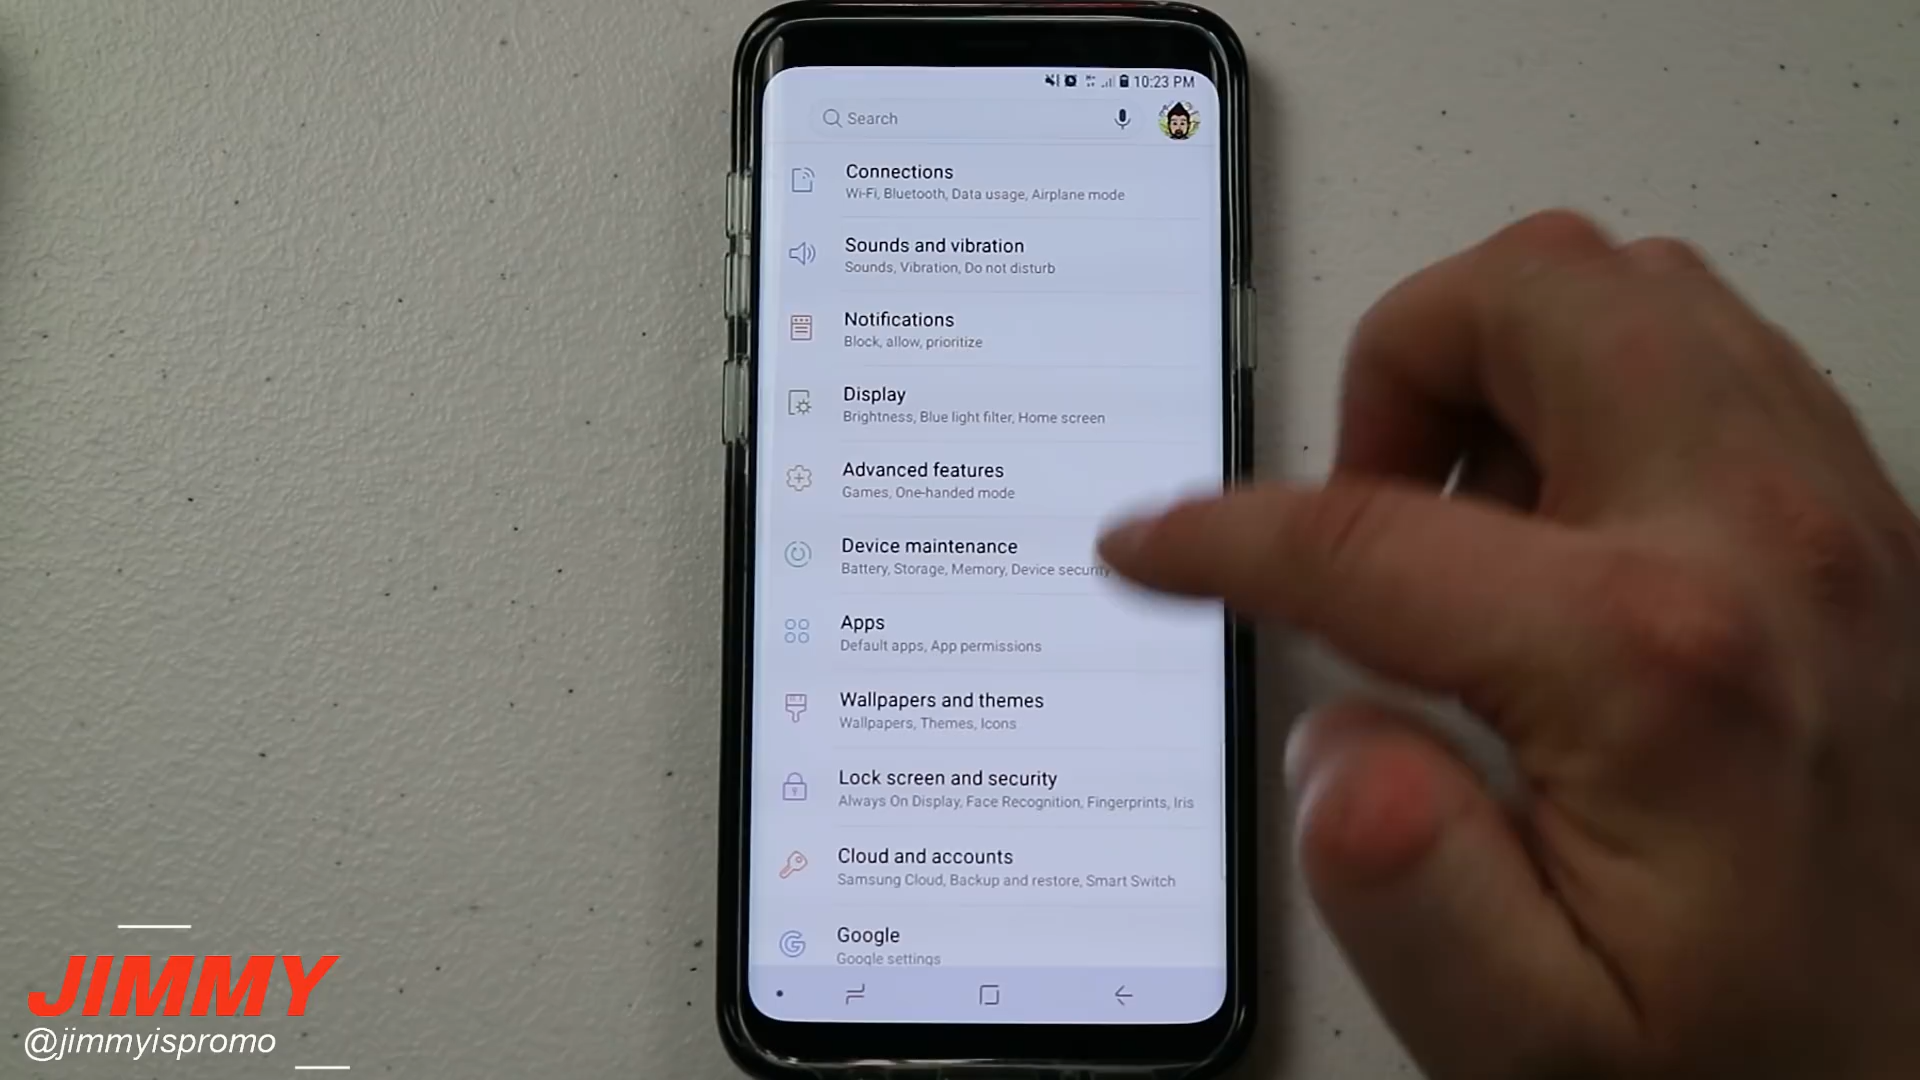 10:23 PM
Search
Connections
Wi-Fi, Bluetooth, Data usage, Airplane mode
Sounds and vibration
Sounds, Vibration, Do not disturb
Notifications
Block, allow, prioritize
Display
Brightness, Blue light filter, Home screen
Advanced features
Games, One-handed mode
Device maintenance
Battery, Storage, Memory, Device security
Apps
Default apps, App permissions
Wallpapers and themes
Wallpapers, Themes, Icons
Lock screen and security
Always On Display, Face Recognition, Fingerprints, Iris
Cloud and accounts
Samsung Cloud, Backup and restore, Smart Switch
Google
Google settings
JIMMY
@jimmyispromo